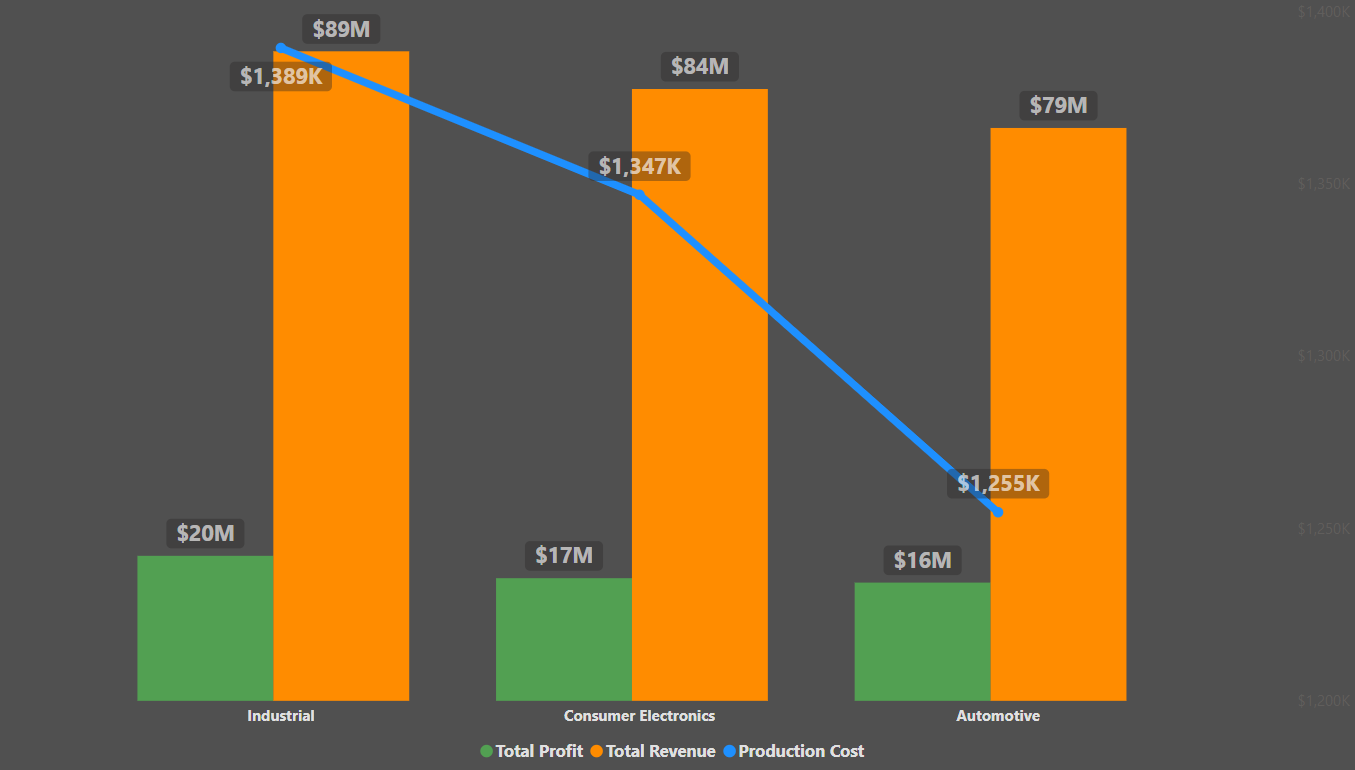 $1,400K
$89M
$1,389K
$84M
$79M
$1,347K
$1,350K
$1,300K
$1,255K
$20M
$17M
$16M
$1,250K
$1,200K
Industrial
Consumer Electronics
Automotive
Total Profit Total Revenue Production Cost